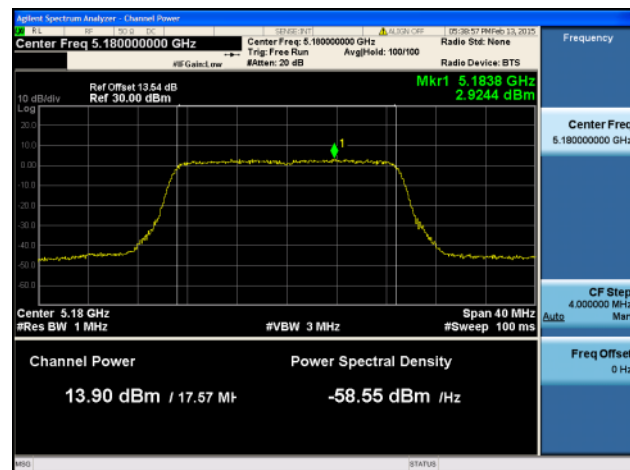 Agilent Spectrum Analyzer - Channel Power
RL RF 50 Ω DC SENSE:INT ALIGN OFF 05:38:57 PM Feb 13, 2015
Center Freq 5.180000000 GHz
Center Freq: 5.180000000 GHz
Radio Std: None
Trig: Free Run Avg|Hold: 100/100
#IFGain:Low #Atten: 20 dB Radio Device: BTS
Frequency
Mkr1 5.1838 GHz
2.9244 dBm
Ref Offset 13.54 dB
10 dB/div Ref 30.00 dBm
Log
20.0
10.0
0.00
-10.0
-20.0
-30.0
-40.0
-50.0
-60.0
1
Center 5.18 GHz Span 40 MHz
#Res BW 1 MHz #VBW 3 MHz #Sweep 100 ms
Channel Power Power Spectral Density
13.90 dBm / 17.57 MH -58.55 dBm /Hz
Center Freq
5.180000000 GHz
CF Step
4.000000 MHz
Auto Man
Freq Offset
0 Hz
MSG STATUS